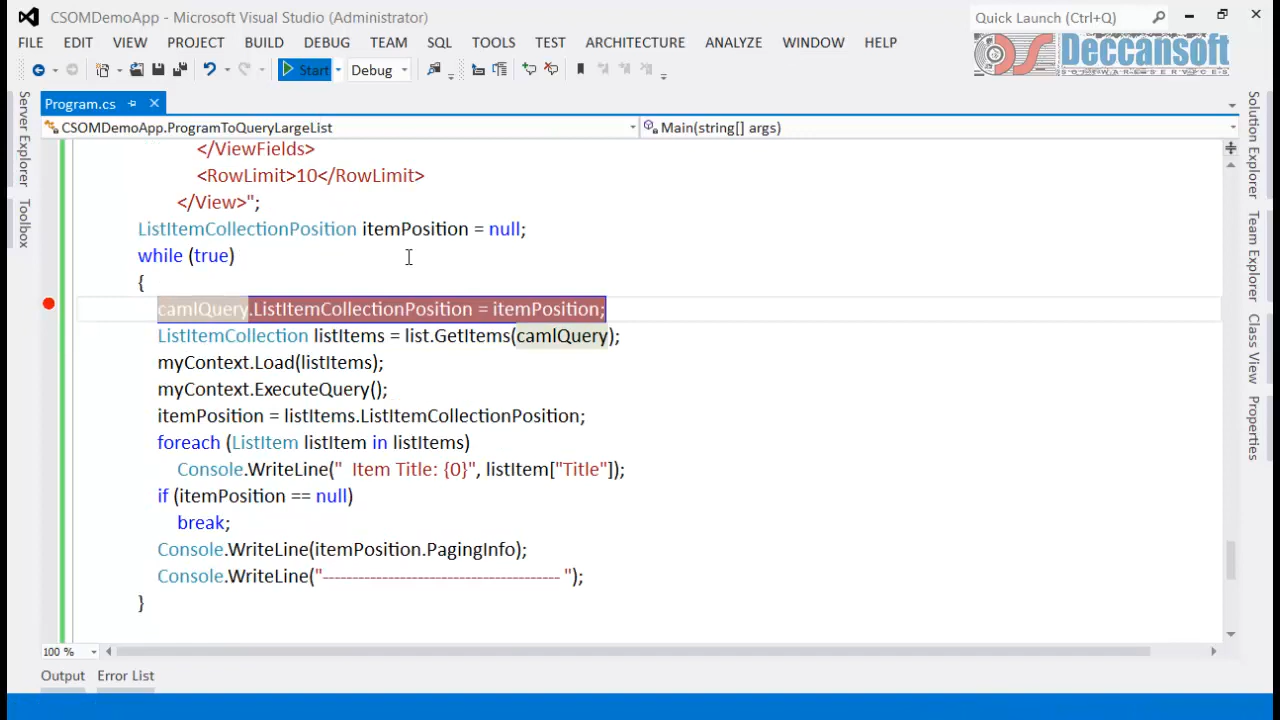 CSOMDemoApp - Microsoft Visual Studio (Administrator)
Quick Launch (Ctrl+Q)
FILE EDIT VIEW PROJECT BUILD DEBUG TEAM SQL TOOLS TEST ARCHITECTURE ANALYZE WINDOW HELP
Deccansoft
SOFTWARE SERVICES
Start Debug
Server Explorer
Toolbox
Program.cs
CSOMDemoApp.ProgramToQueryLargeList
Main(string[] args)
</ViewFields>
<RowLimit>10</RowLimit>
</View>";
ListItemCollectionPosition itemPosition = null;
while (true)
{
camlQuery.ListItemCollectionPosition = itemPosition;
ListItemCollection listItems = list.GetItems(camlQuery);
myContext.Load(listItems);
myContext.ExecuteQuery();
itemPosition = listItems.ListItemCollectionPosition;
foreach (ListItem listItem in listItems)
Console.WriteLine("  Item Title: {0}", listItem["Title"]);
if (itemPosition == null)
break;
Console.WriteLine(itemPosition.PagingInfo);
Console.WriteLine("--------------------------------------- ");
}
100 %
Output Error List
Solution Explorer
Team Explorer
Class View
Properties